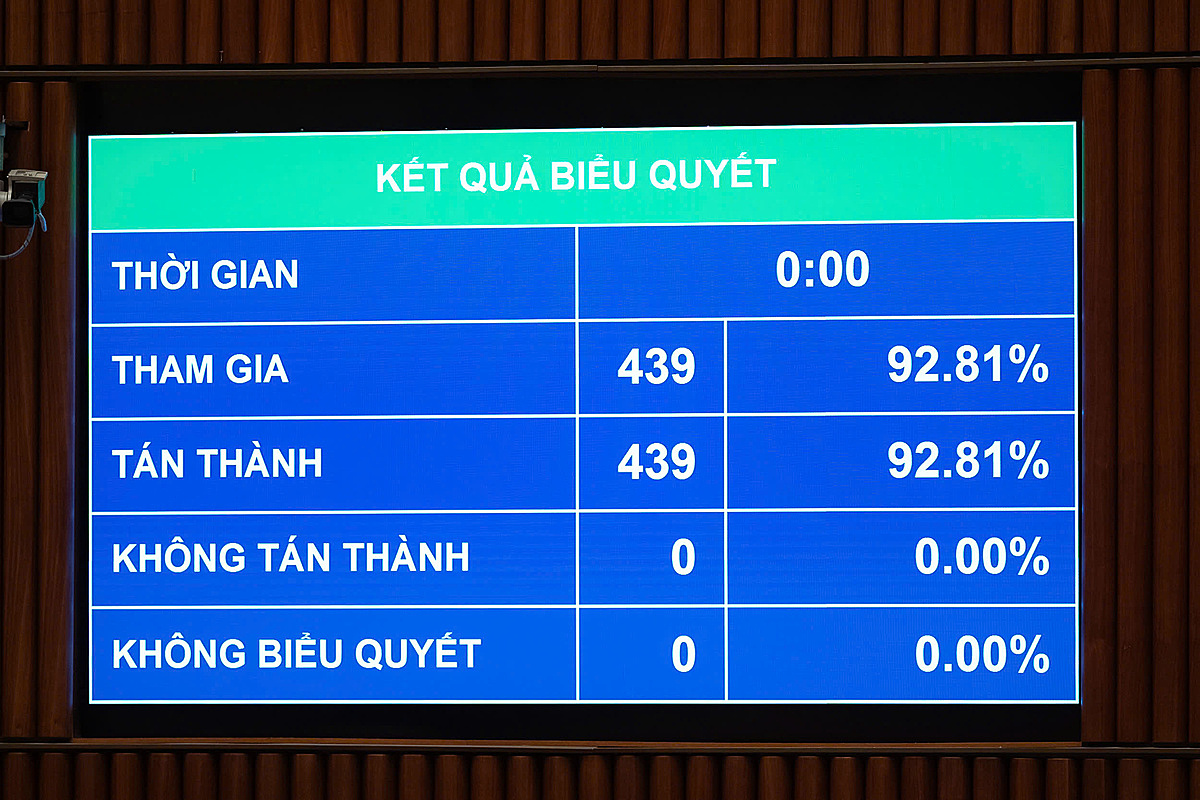 KẾT QUẢ BIỂU QUYẾT
THỜI GIAN 0:00
THAM GIA 439 92.81%
TÁN THÀNH 439 92.81%
KHÔNG TÁN THÀNH 0 0.00%
KHÔNG BIỂU QUYẾT 0 0.00%